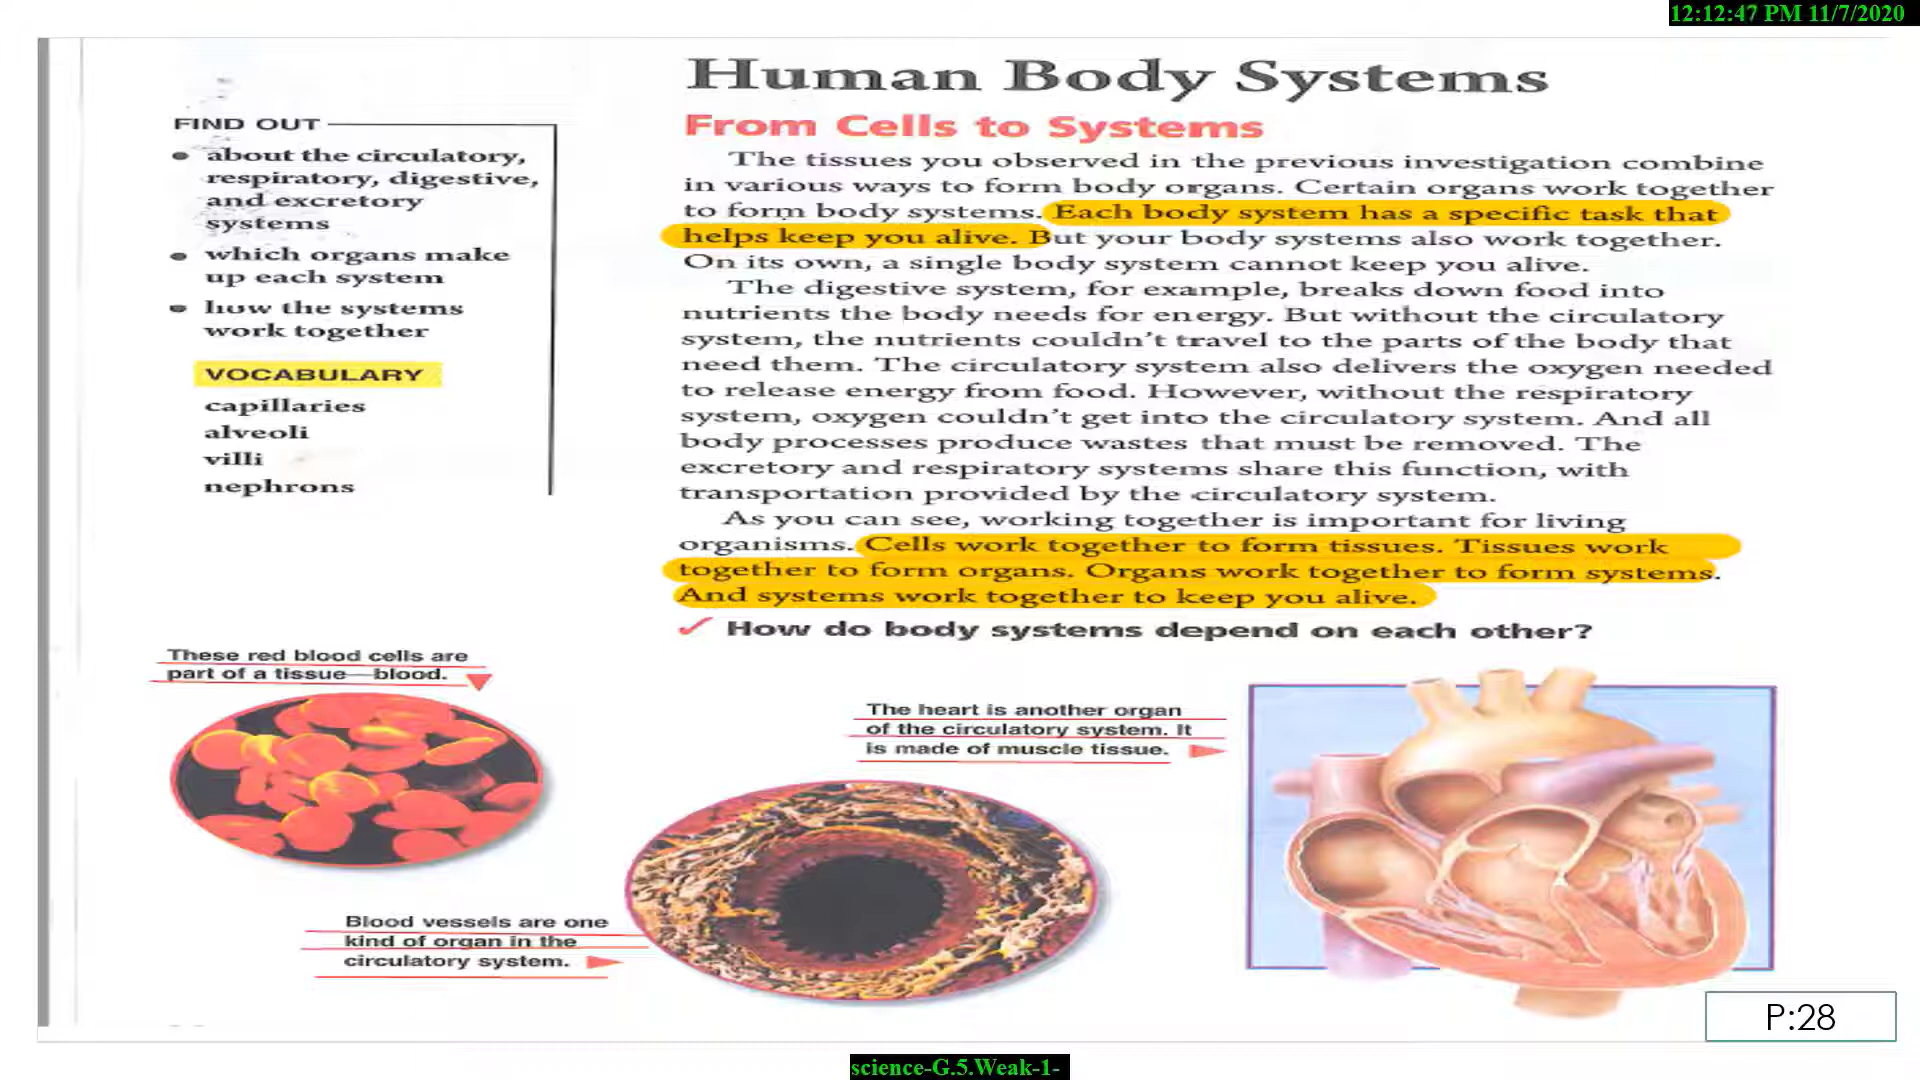 12:12:47 PM 11/7/2020
Human Body Systems
FIND OUT
• about the circulatory,
respiratory, digestive,
and excretory
systems
• which organs make
up each system
• how the systems
work together
VOCABULARY
capillaries
alveoli
villi
nephrons
From Cells to Systems
The tissues you observed in the previous investigation combine
in various ways to form body organs. Certain organs work together
to form body systems. Each body system has a specific task that
helps keep you alive. But your body systems also work together.
On its own, a single body system cannot keep you alive.
The digestive system, for example, breaks down food into
nutrients the body needs for energy. But without the circulatory
system, the nutrients couldn't travel to the parts of the body that
need them. The circulatory system also delivers the oxygen needed
to release energy from food. However, without the respiratory
system, oxygen couldn't get into the circulatory system. And all
body processes produce wastes that must be removed. The
excretory and respiratory systems share this function, with
transportation provided by the circulatory system.
As you can see, working together is important for living
organisms. Cells work together to form tissues. Tissues work
together to form organs. Organs work together to form systems.
And systems work together to keep you alive.
✓ How do body systems depend on each other?
These red blood cells are
part of a tissue—blood.
The heart is another organ
of the circulatory system. It
is made of muscle tissue.
Blood vessels are one
kind of organ in the
circulatory system.
P:28
science-G.5.Weak-1-